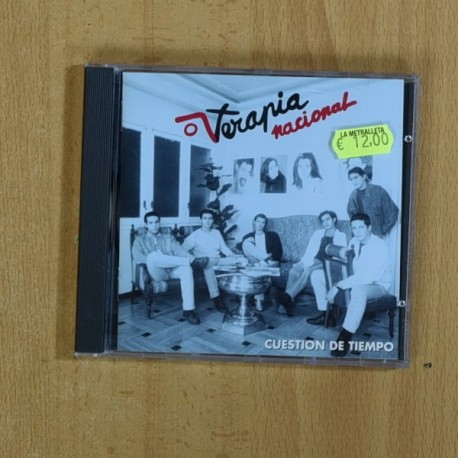 Terapia
nacional
LA METRALLETA
€ 12,00
CUESTION DE TIEMPO